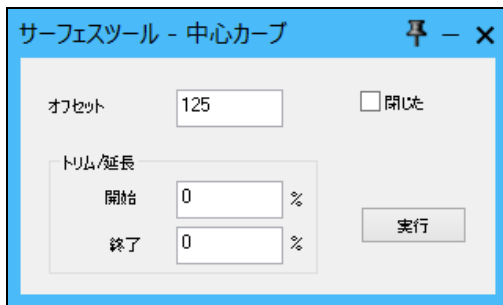 サーフェスツール - 中心カーブ
オフセット 125 閉じた
トリム/延長
開始 0 %
終了 0 %
実行